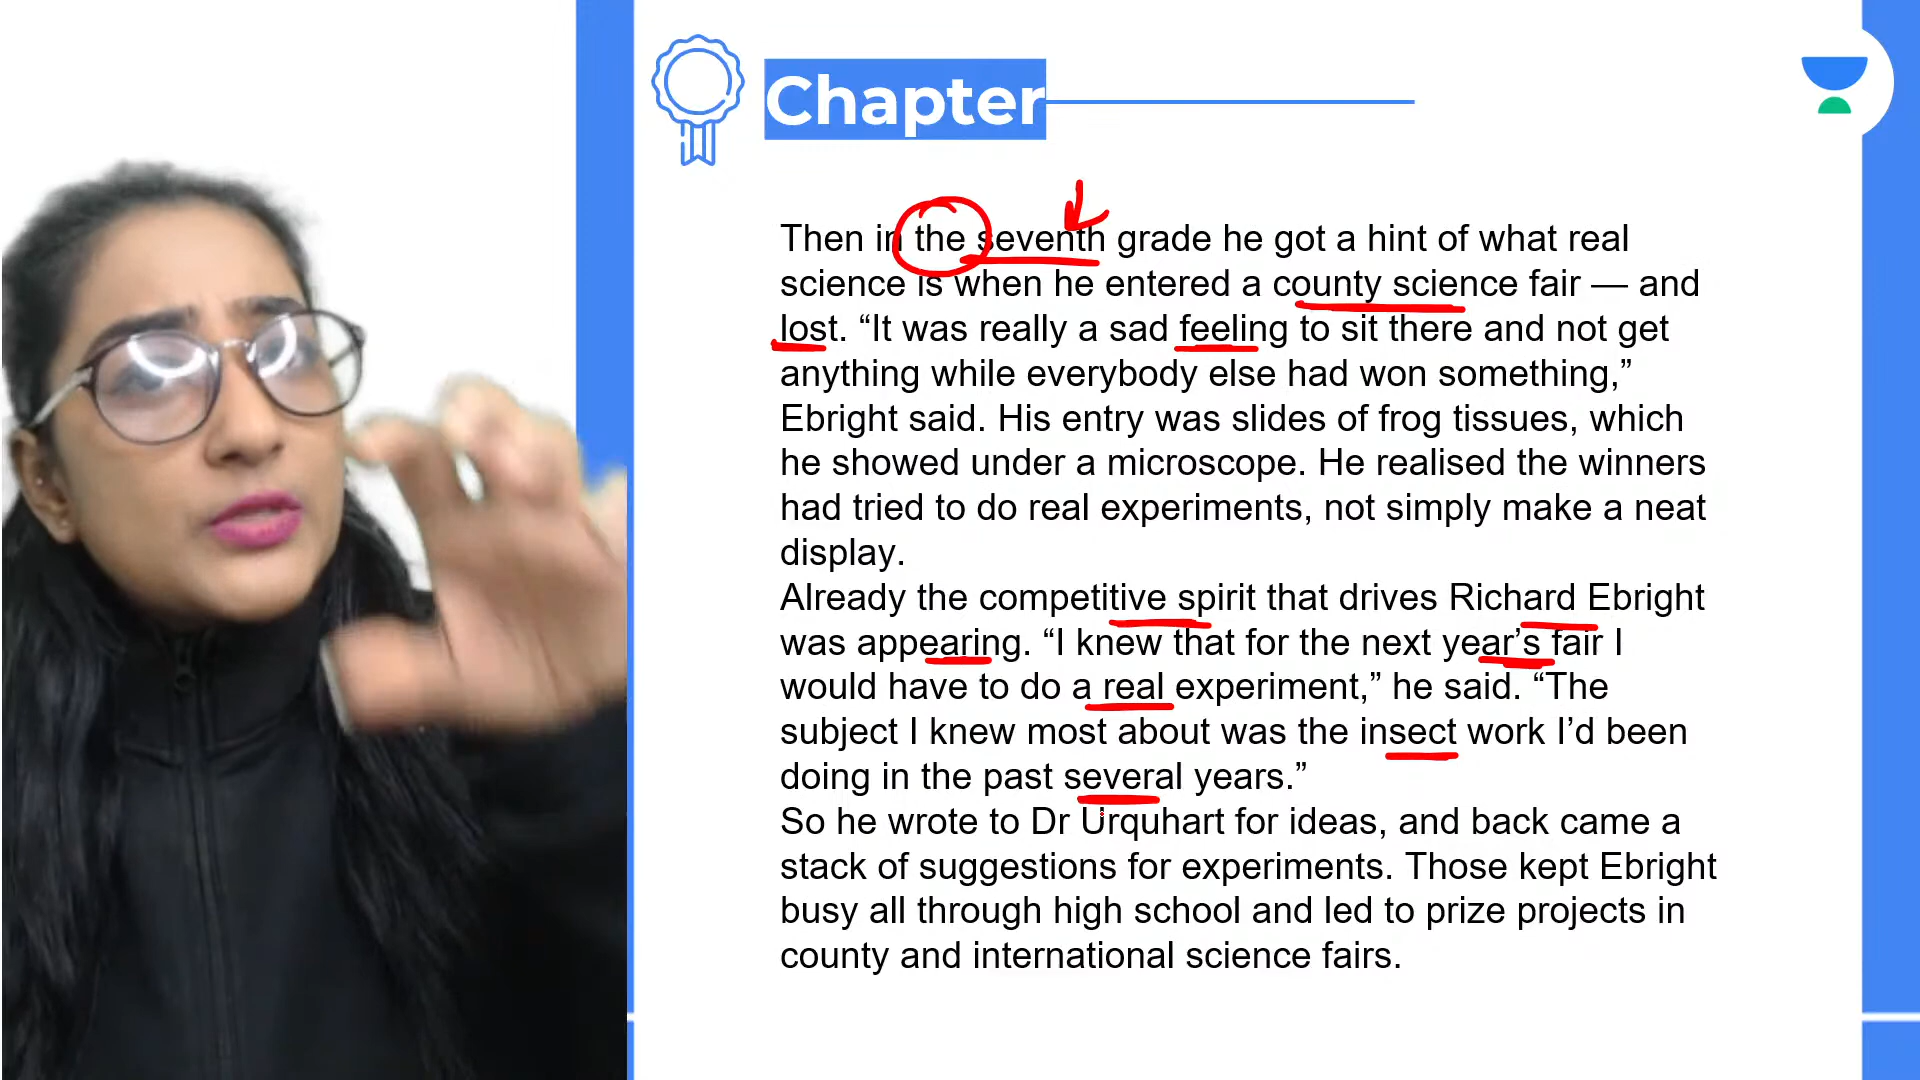 Chapter
Then in the seventh grade he got a hint of what real
science is when he entered a county science fair — and
lost. “It was really a sad feeling to sit there and not get
anything while everybody else had won something,”
Ebright said. His entry was slides of frog tissues, which
he showed under a microscope. He realised the winners
had tried to do real experiments, not simply make a neat
display.
Already the competitive spirit that drives Richard Ebright
was appearing. “I knew that for the next year’s fair I
would have to do a real experiment,” he said. “The
subject I knew most about was the insect work I’d been
doing in the past several years.”
So he wrote to Dr Urquhart for ideas, and back came a
stack of suggestions for experiments. Those kept Ebright
busy all through high school and led to prize projects in
county and international science fairs.